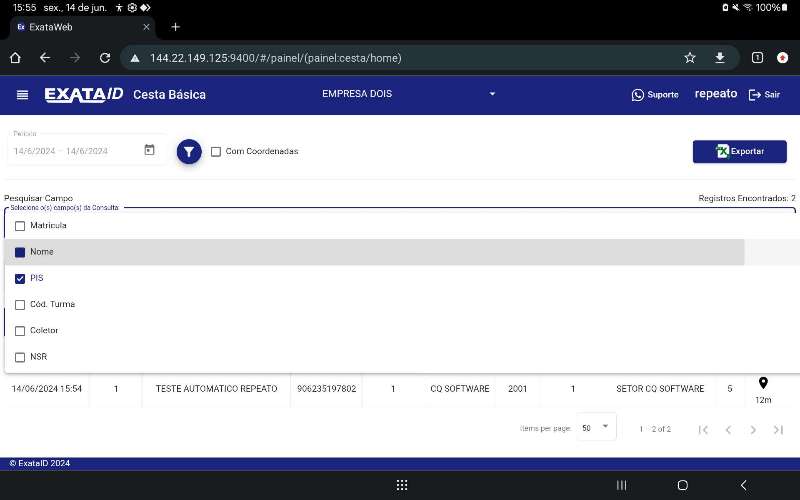 15:55 sex., 14 de jun. 100%
Ex ExataWeb
144.22.149.125:9400/#/painel/(painel:cesta/home) 1
EXATAID Cesta Básica EMPRESA DOIS Suporte repeato Sair
Período
14/6/2024 – 14/6/2024 Com Coordenadas Exportar
Pesquisar Campo Registros Encontrados: 2
Selecione o(s) campo(s) da Consulta:
Matrícula
Nome
PIS
Cód. Turma
Coletor
NSR
14/06/2024 15:54 1 TESTE AUTOMATICO REPEATO 906235197802 1 CQ SOFTWARE 2001 1 SETOR CQ SOFTWARE 5
12m
Items per page: 50 1 – 2 of 2
© ExataID 2024